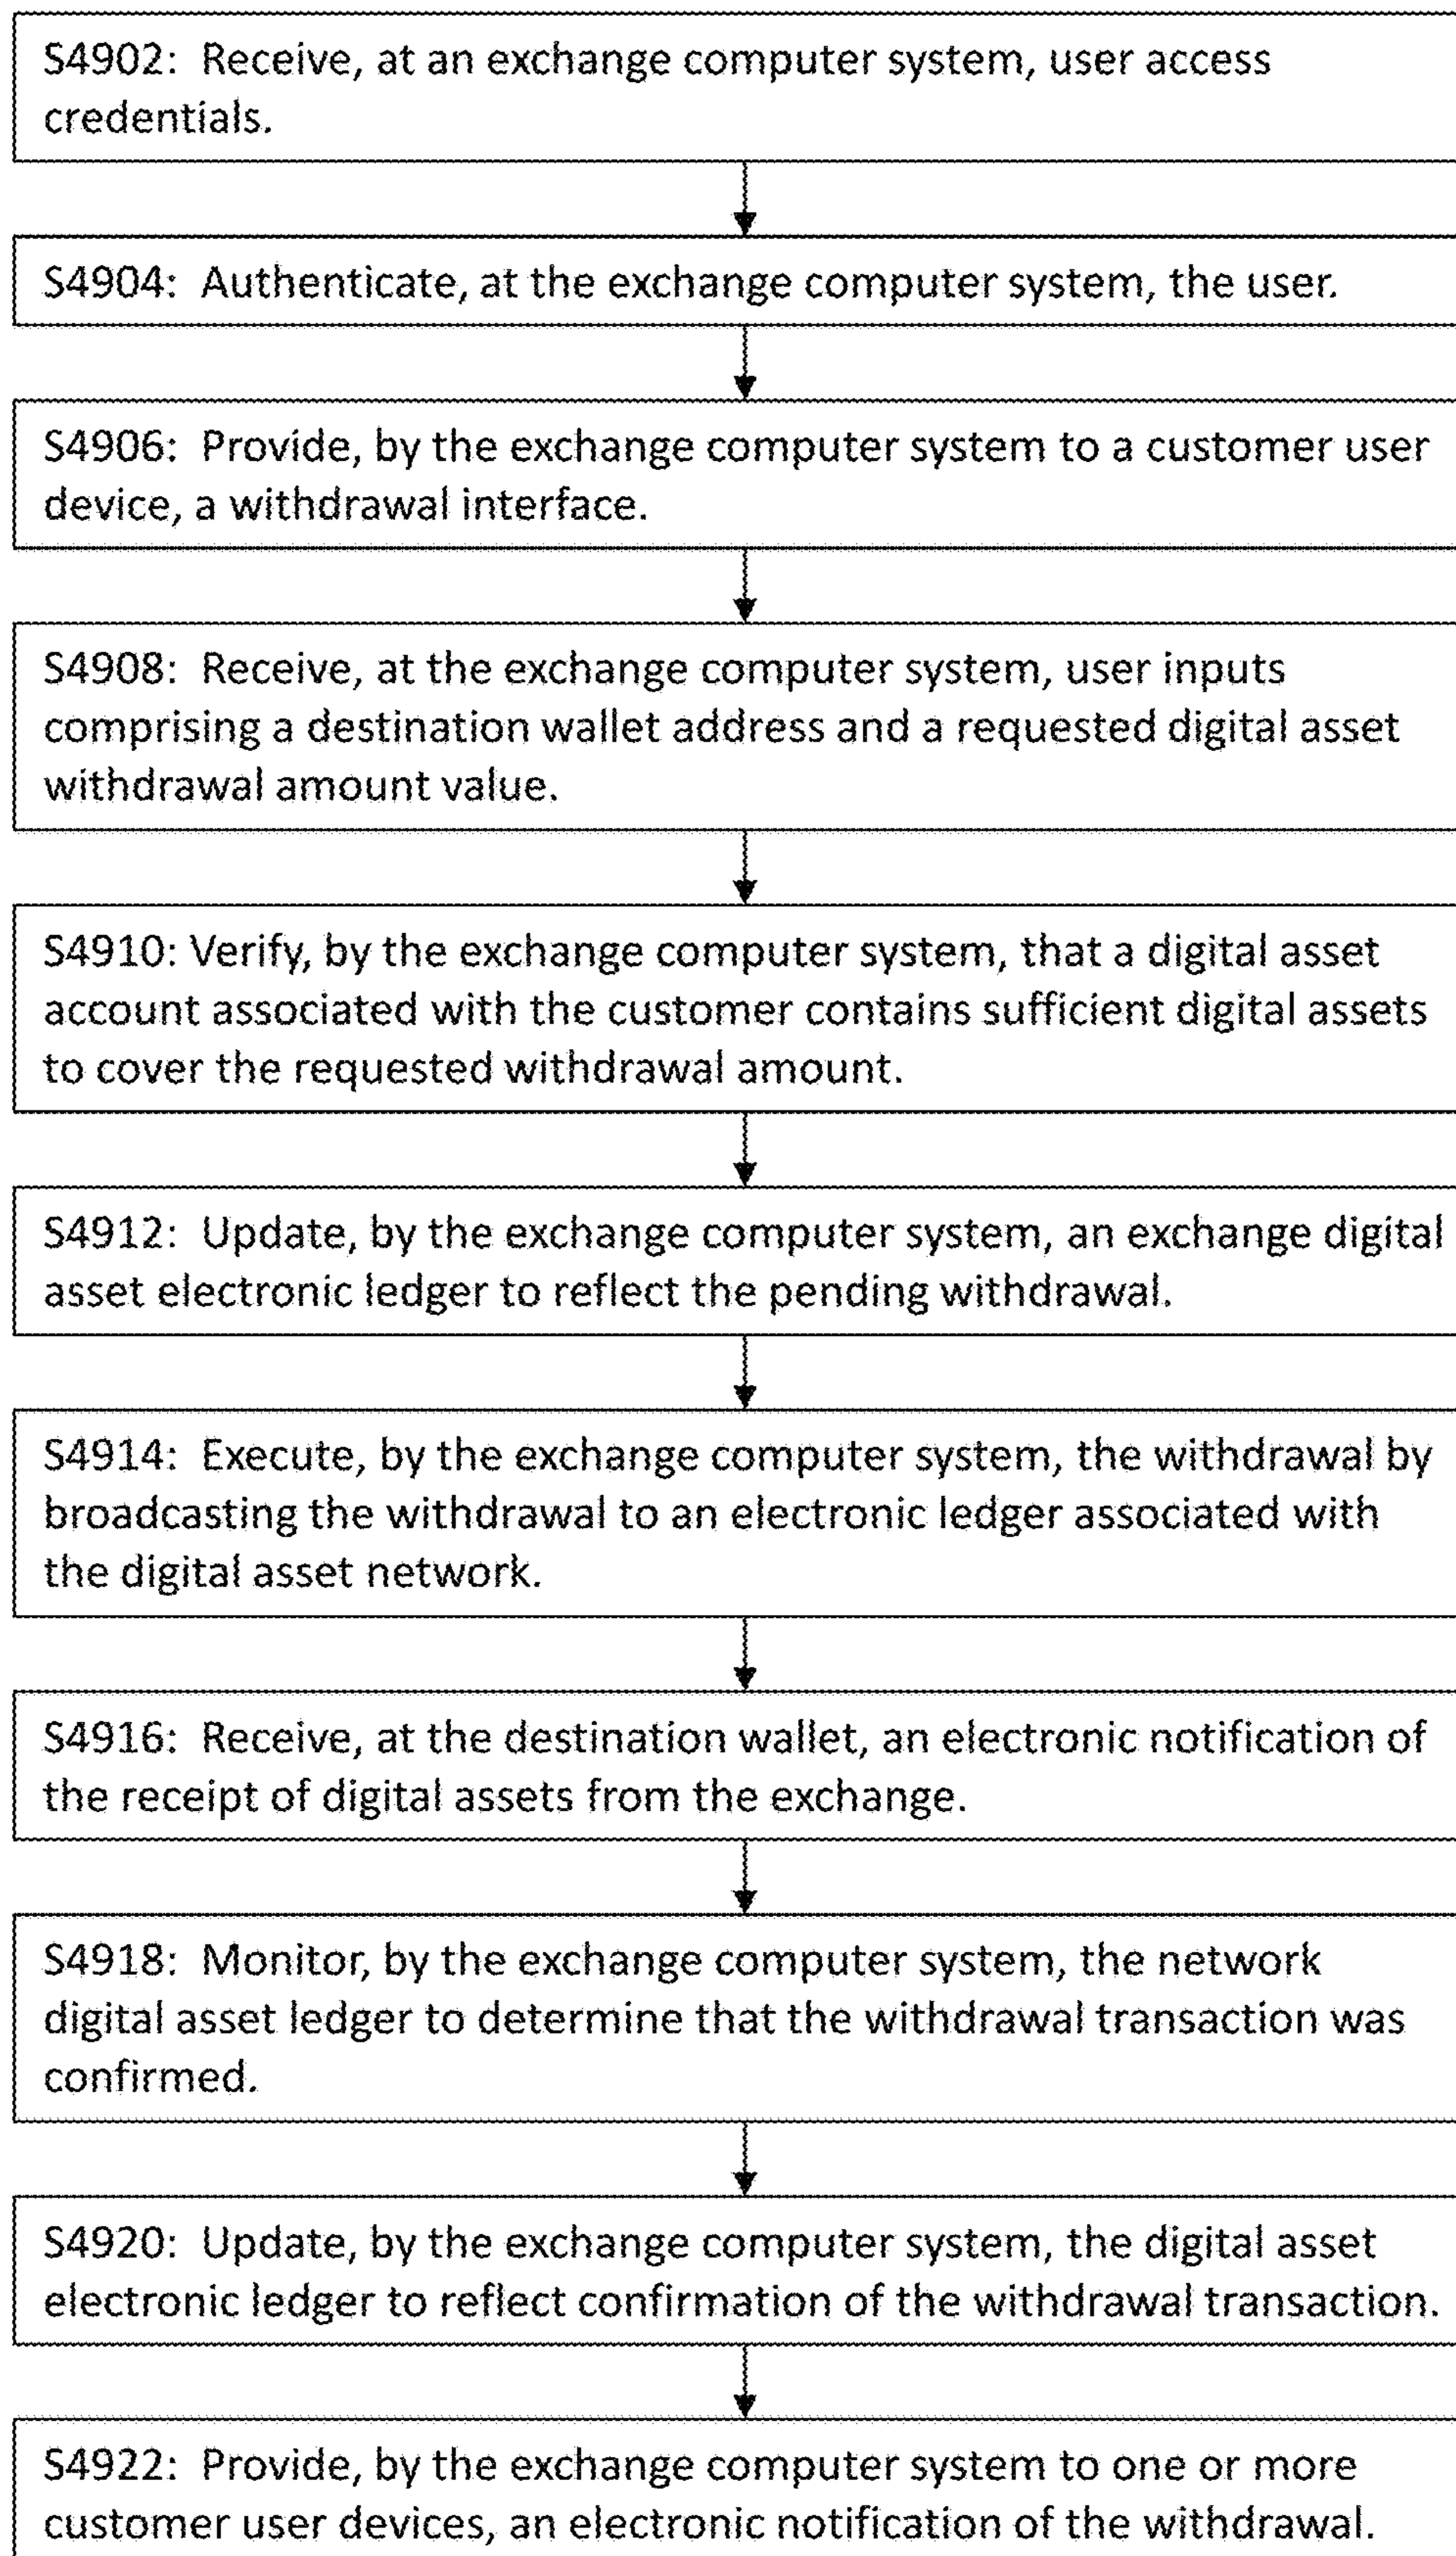 S4902: Receive, at an exchange computer system, user access
credentials.
S4904: Authenticate, at the exchange computer system, the user.
S4906: Provide, by the exchange computer system to a customer user
device, a withdrawal interface.
S4908: Receive, at the exchange computer system, user inputs
comprising a destination wallet address and a requested digital asset
withdrawal amount value.
S4910: Verify, by the exchange computer system, that a digital asset
account associated with the customer contains sufficient digital assets
to cover the requested withdrawal amount.
S4912: Update, by the exchange computer system, an exchange digital
asset electronic ledger to reflect the pending withdrawal.
S4914: Execute, by the exchange computer system, the withdrawal by
broadcasting the withdrawal to an electronic ledger associated with
the digital asset network.
S4916: Receive, at the destination wallet, an electronic notification of
the receipt of digital assets from the exchange.
S4918: Monitor, by the exchange computer system, the network
digital asset ledger to determine that the withdrawal transaction was
confirmed.
S4920: Update, by the exchange computer system, the digital asset
electronic ledger to reflect confirmation of the withdrawal transaction.
S4922: Provide, by the exchange computer system to one or more
customer user devices, an electronic notification of the withdrawal.